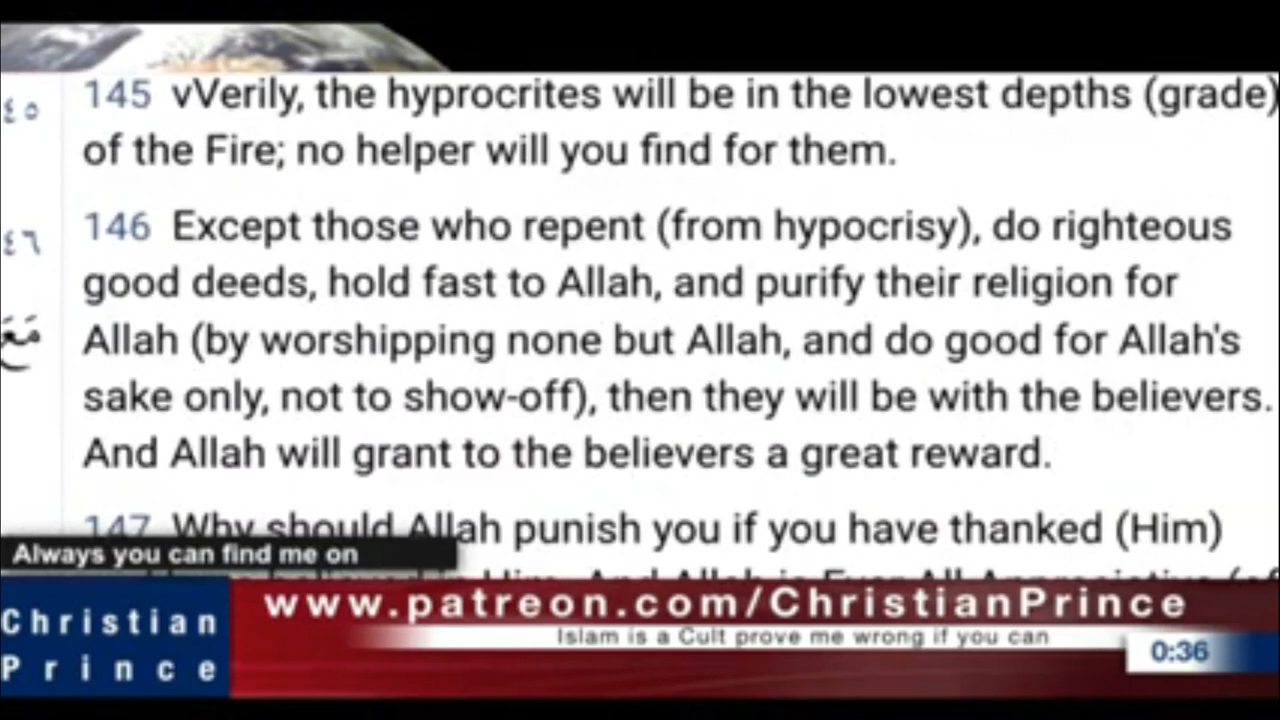 ٤٥
145 vVerily, the hyprocrites will be in the lowest depths (grade)
of the Fire; no helper will you find for them.
٤٦
146 Except those who repent (from hypocrisy), do righteous
good deeds, hold fast to Allah, and purify their religion for
Allah (by worshipping none but Allah, and do good for Allah's
sake only, not to show-off), then they will be with the believers.
And Allah will grant to the believers a great reward.
147 Why should Allah punish you if you have thanked (Him)
Always you can find me on
Christian
Prince
www.patreon.com/ChristianPrince
Islam is a Cult prove me wrong if you can
0:36